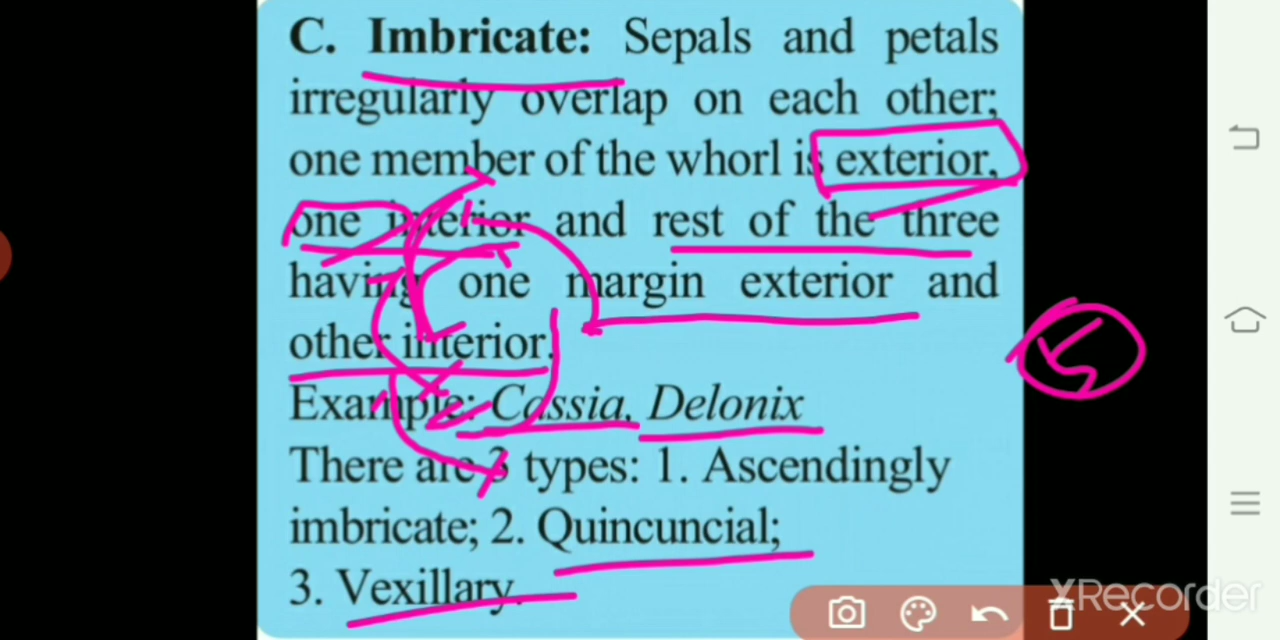 C. Imbricate: Sepals and petals
irregularly overlap on each other;
one member of the whorl is exterior,
one interior and rest of the three
having one margin exterior and
other interior.
5
Example: Cassia, Delonix
There are 3 types: 1. Ascendingly
imbricate; 2. Quincuncial;
3. Vexillary.
XRecorder